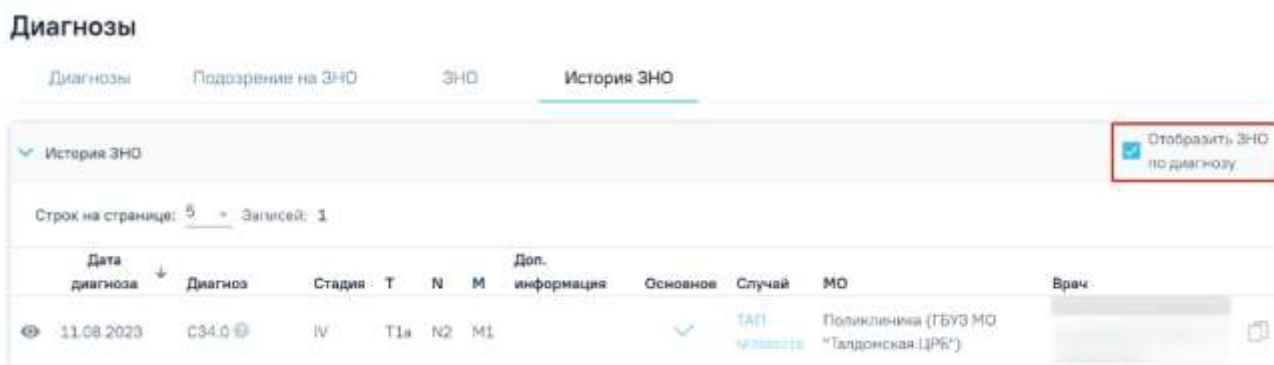 Диагнозы
Диагнозы Подозрение на ЗНО ЗНО История ЗНО
История ЗНО
Отобразить ЗНО
по диагнозу
Строк на странице: 5 Записей: 1
Дата
диагноза Диагноз Стадия T N M Доп.
информация Основное Случай МО Врач
11.08.2023 C34.0 IV T1a N2 M1 ТАП Поликлиника (ГБУЗ МО
"Талдомская ЦРБ")